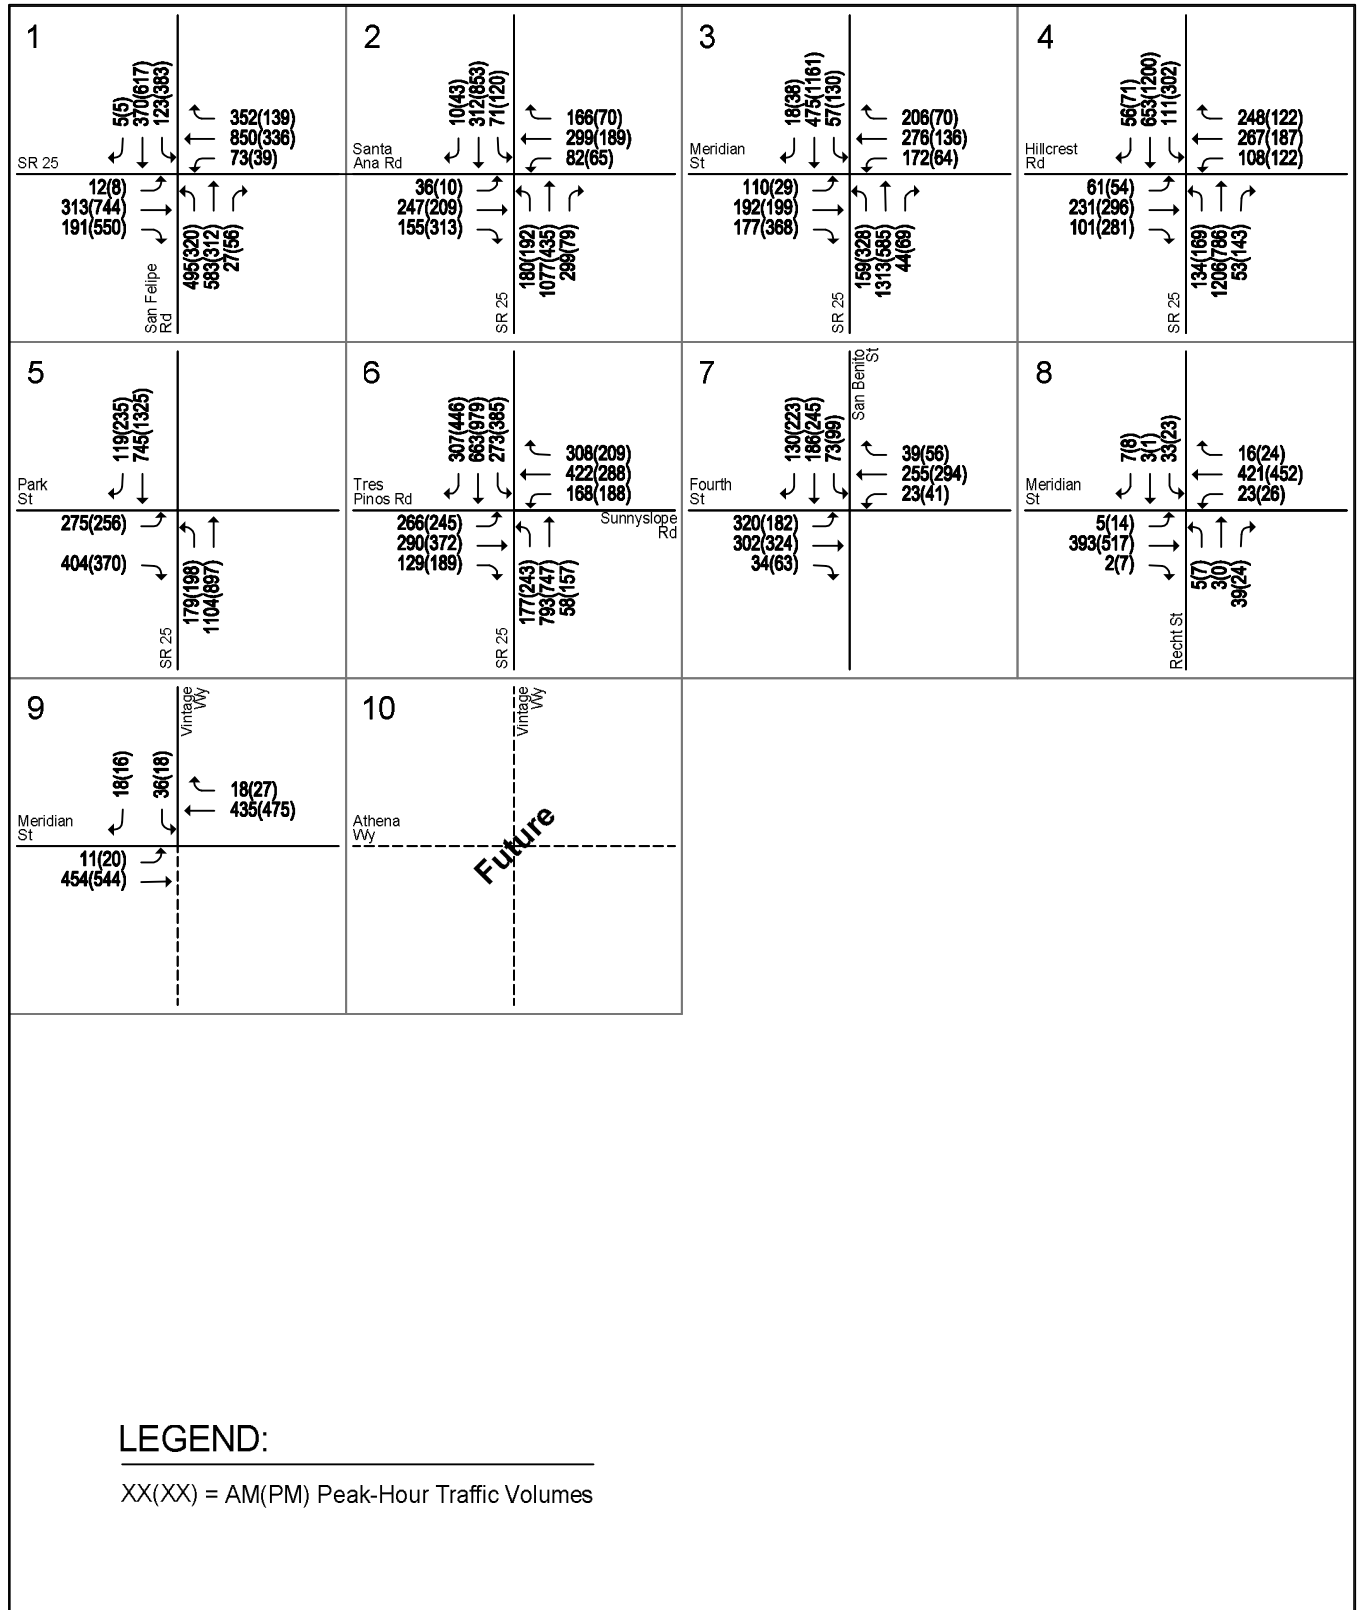 1
5(5)
370(617)
123(383)
352(139)
850(336)
73(39)
SR 25
12(8)
313(744)
191(550)
495(320)
583(312)
27(56)
San Felipe
Rd
2
10(43)
312(853)
71(120)
166(70)
299(189)
82(65)
Santa
Ana Rd
36(10)
247(209)
155(313)
180(192)
1077(435)
299(79)
SR 25
3
18(38)
475(1161)
57(130)
206(70)
276(136)
172(64)
Meridian
St
110(29)
192(199)
177(368)
159(328)
1313(585)
44(69)
SR 25
4
56(71)
653(1200)
111(302)
248(122)
267(187)
108(122)
Hillcrest
Rd
61(54)
231(296)
101(281)
134(169)
1206(786)
53(143)
SR 25
5
119(235)
745(1325)
Park
St
275(256)
404(370)
179(198)
1104(897)
SR 25
6
307(446)
663(979)
273(385)
308(209)
422(288)
168(188)
Tres
Pinos Rd
Sunnyslope
Rd
266(245)
290(372)
129(189)
177(243)
793(747)
58(157)
SR 25
7
San Benito
St
130(223)
186(245)
73(99)
39(56)
255(294)
23(41)
Fourth
St
320(182)
302(324)
34(63)
8
7(8)
3(1)
33(23)
16(24)
421(452)
23(26)
Meridian
St
5(14)
393(517)
2(7)
5(7)
3(0)
39(24)
Recht St
9
Vintage
Wy
18(16)
36(18)
18(27)
435(475)
Meridian
St
11(20)
454(544)
10
Vintage
Wy
Athena
Wy
Future
LEGEND:
XX(XX) = AM(PM) Peak-Hour Traffic Volumes